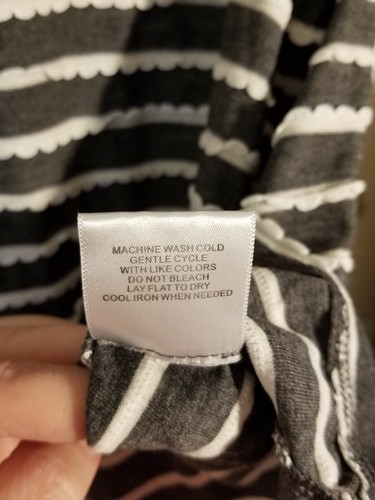 MACHINE WASH COLD
GENTLE CYCLE
WITH LIKE COLORS
DO NOT BLEACH
LAY FLAT TO DRY
COOL IRON WHEN NEEDED